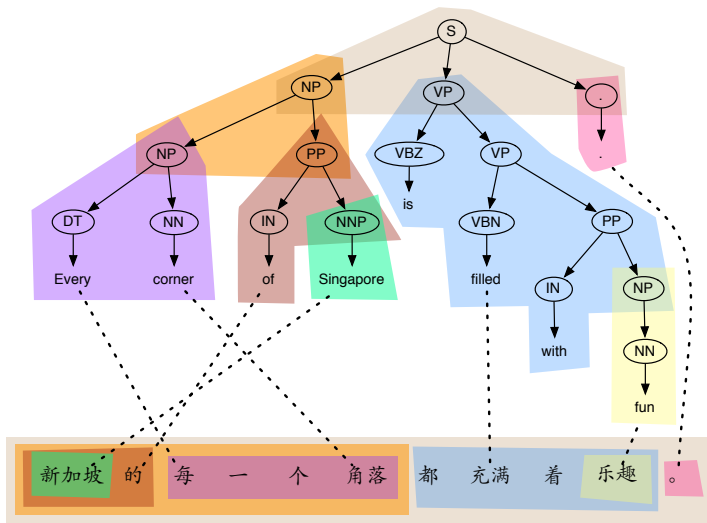 S
NP VP .
NP PP VBZ VP .
is
DT NN IN NNP VBN PP
Every corner of Singapore filled IN NP
with NN
fun
新加坡 的 每 一 个 角落 都 充满 着 乐趣 。